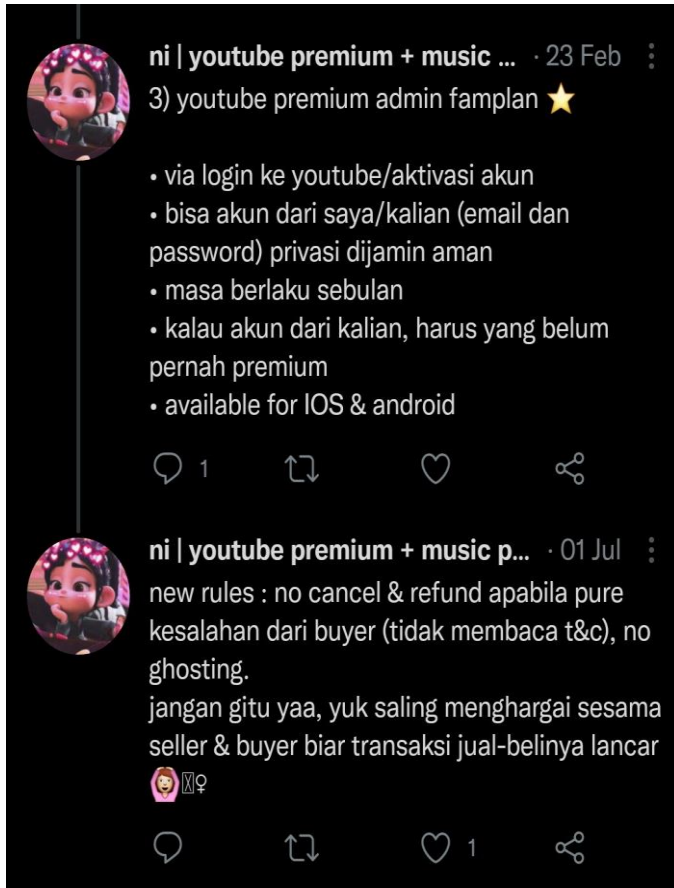 ni | youtube premium + music ... · 23 Feb
3) youtube premium admin famplan ⭐
• via login ke youtube/aktivasi akun
• bisa akun dari saya/kalian (email dan
password) privasi dijamin aman
• masa berlaku sebulan
• kalau akun dari kalian, harus yang belum
pernah premium
• available for IOS & android
1
ni | youtube premium + music p... · 01 Jul
new rules : no cancel & refund apabila pure
kesalahan dari buyer (tidak membaca t&c), no
ghosting.
jangan gitu yaa, yuk saling menghargai sesama
seller & buyer biar transaksi jual-belinya lancar
🙆🏻♀
1